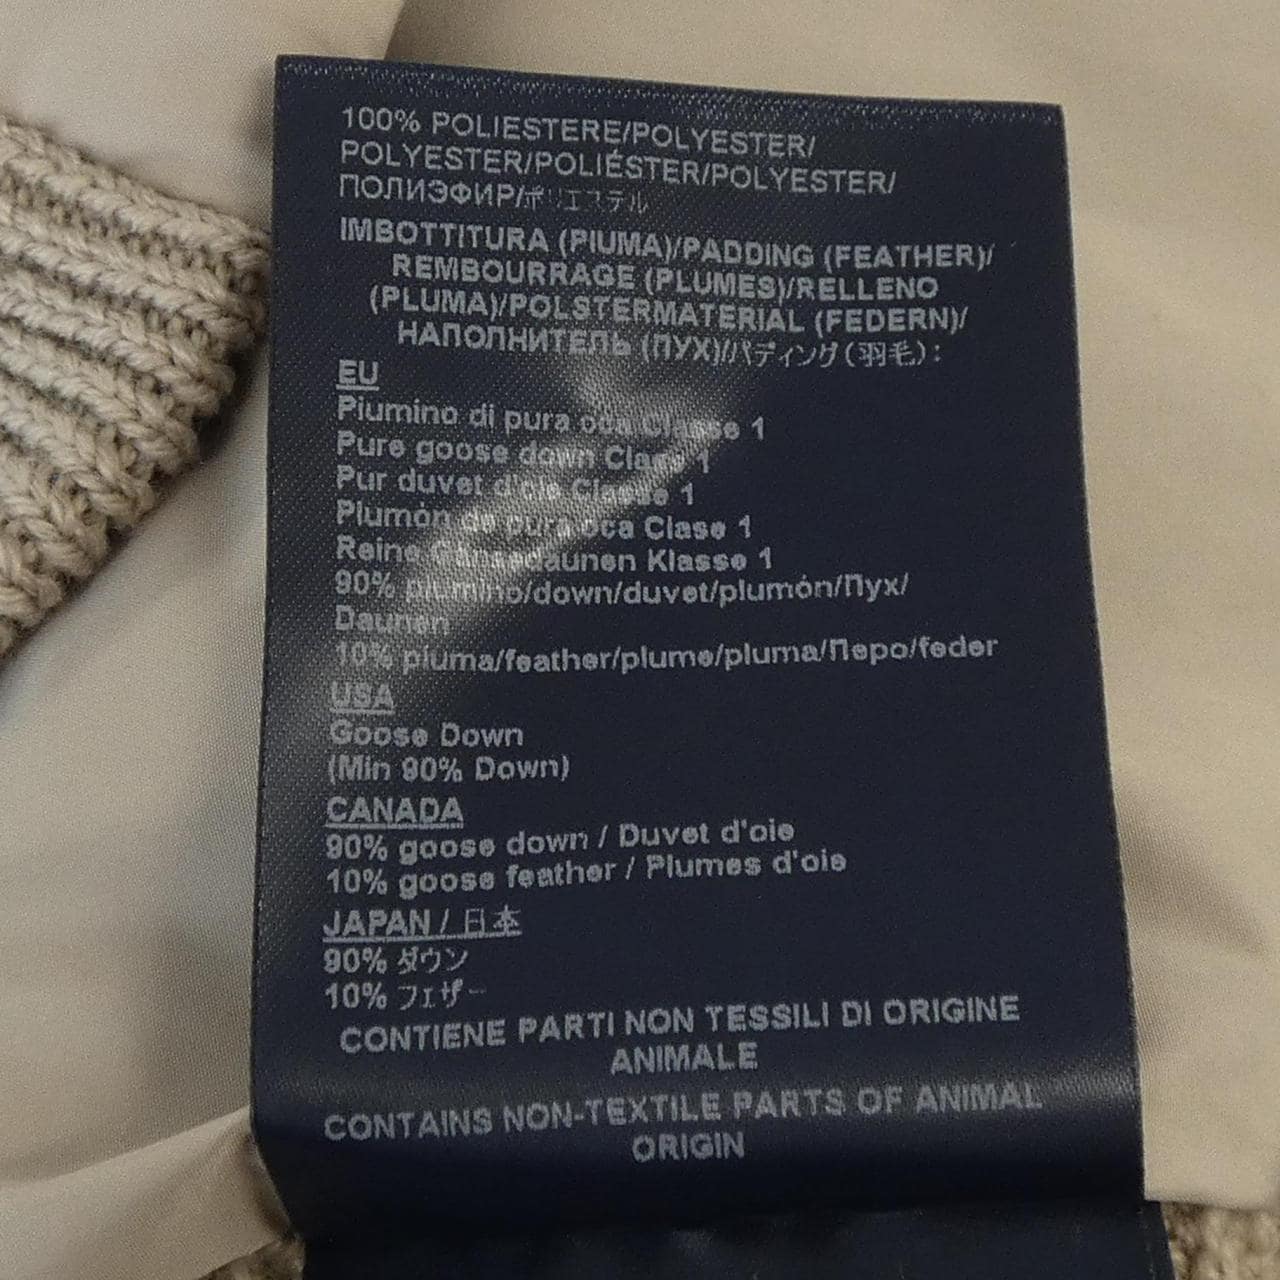 100% POLIESTERE/POLYESTER/
POLYESTER/POLIÉSTER/POLYESTER/
ПОЛИЭФИР/ポリエステル
IMBOTTITURA (PIUMA)/PADDING (FEATHER)/
REMBOURRAGE (PLUMES)/RELLENO
(PLUMA)/POLSTERMATERIAL (FEDERN)/
НАПОЛНИТЕЛЬ (ПУХ)/パディング(羽毛):
EU
Piumino di pura oca Classe 1
Pure goose down Class 1
Pur duvet d'oie Classe 1
Plumón de pura oca Clase 1
Reine Gänsedaunen Klasse 1
90% piumino/down/duvet/plumón/Пух/
Daunen
10% piuma/feather/plume/pluma/Перо/feder
USA
Goose Down
(Min 90% Down)
CANADA
90% goose down / Duvet d'oie
10% goose feather / Plumes d'oie
JAPAN / 日本
90% ダウン
10% フェザー
CONTIENE PARTI NON TESSILI DI ORIGINE
ANIMALE
CONTAINS NON-TEXTILE PARTS OF ANIMAL
ORIGIN